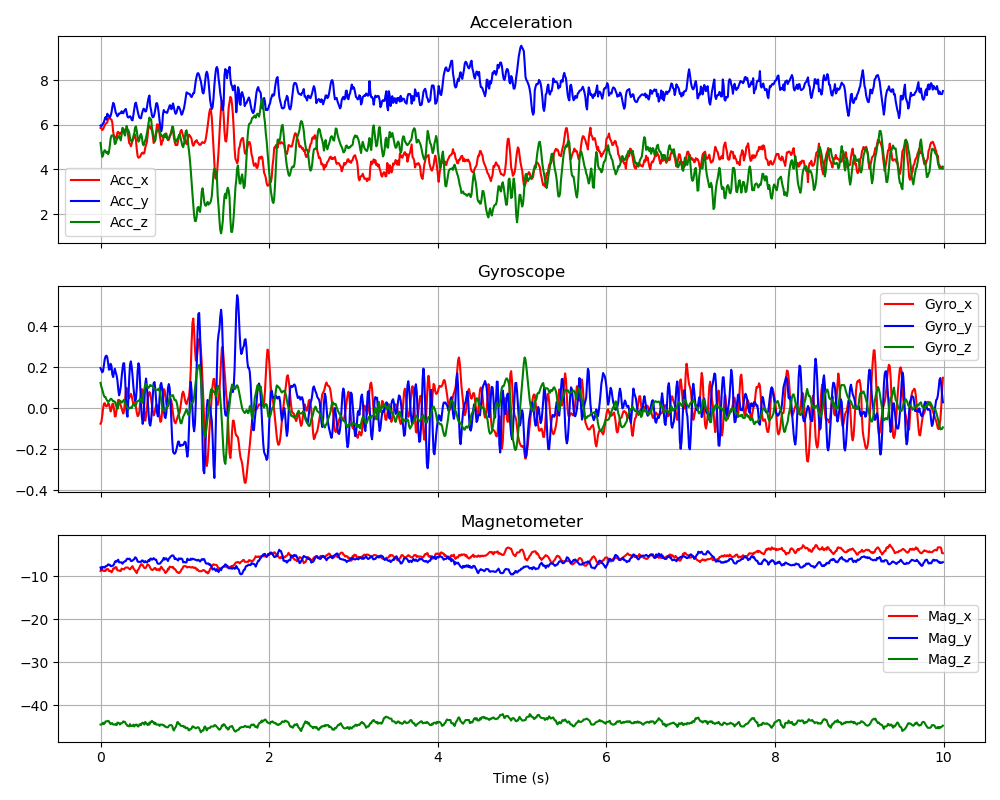 Acceleration
8
6
4
2
Acc_x
Acc_y
Acc_z
Gyroscope
0.4
0.2
0.0
−0.2
−0.4
Gyro_x
Gyro_y
Gyro_z
Magnetometer
−10
−20
−30
−40
Mag_x
Mag_y
Mag_z
0 2 4 6 8 10
Time (s)